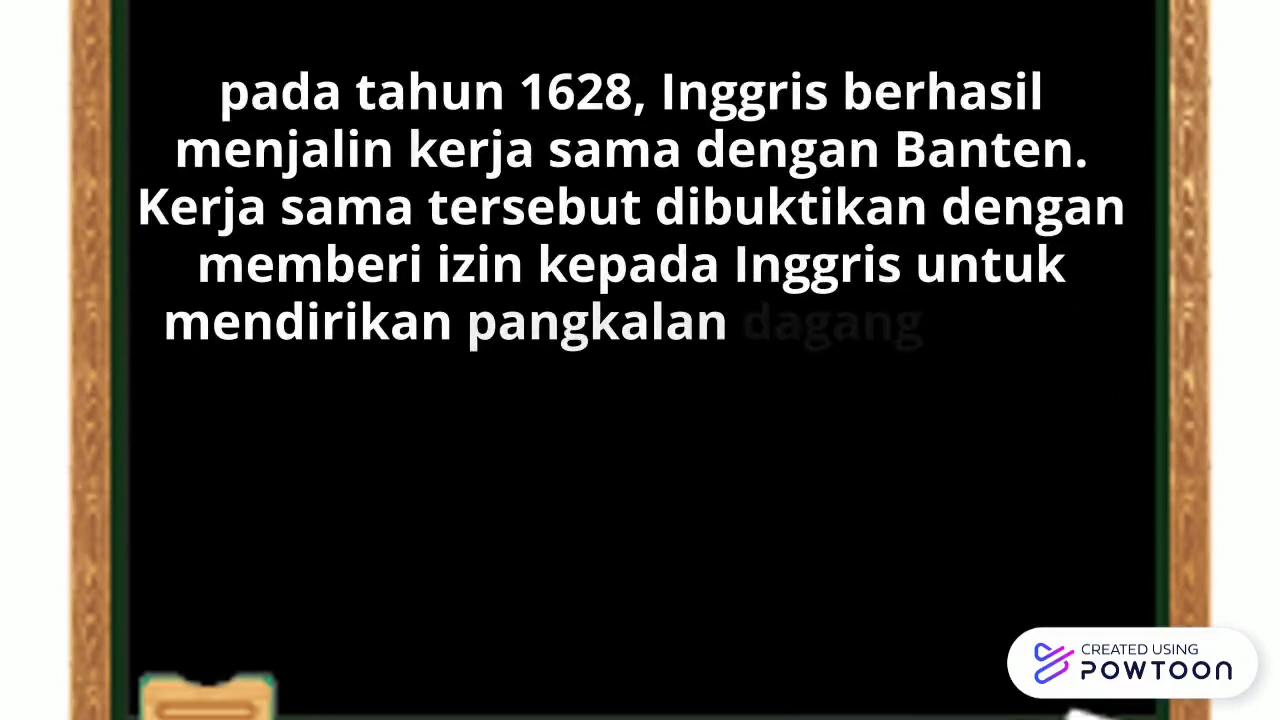 pada tahun 1628, Inggris berhasil
menjalin kerja sama dengan Banten.
Kerja sama tersebut dibuktikan dengan
memberi izin kepada Inggris untuk
mendirikan pangkalan dagang
CREATED USING
POWTOON